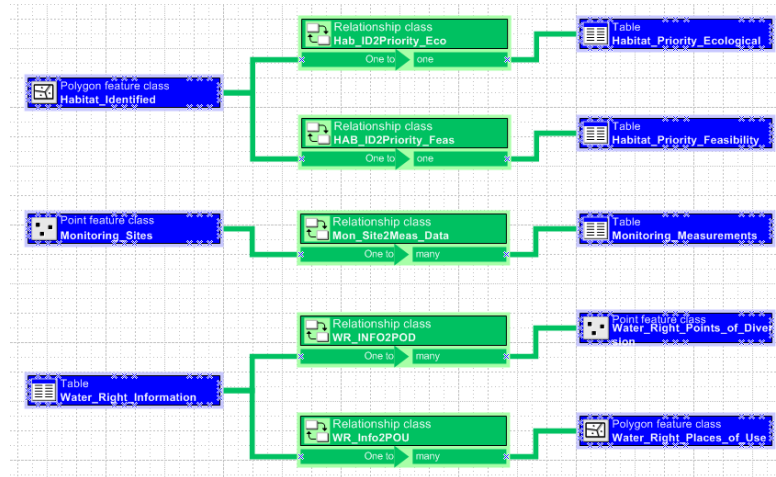 Relationship class
Hab_ID2Priority_Eco
One to one
Table
Habitat_Priority_Ecological
Polygon feature class
Habitat_Identified
Relationship class
HAB_ID2Priority_Feas
One to one
Table
Habitat_Priority_Feasibility
Point feature class
Monitoring_Sites
Relationship class
Mon_Site2Meas_Data
One to many
Table
Monitoring_Measurements
Relationship class
WR_INFO2POD
One to many
Point feature class
Water_Right_Points_of_Diver
sion
Table
Water_Right_Information
Relationship class
WR_Info2POU
One to many
Polygon feature class
Water_Right_Places_of_Use